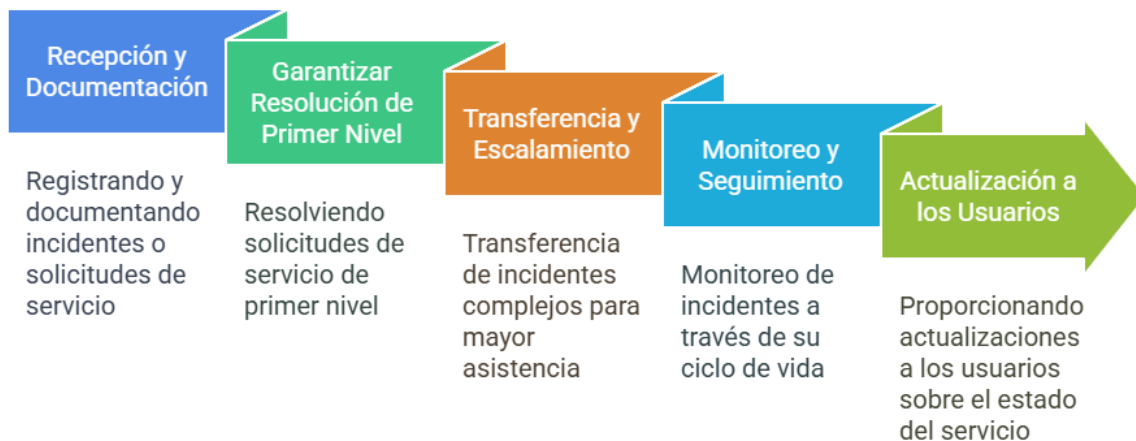 Recepción y
Documentación
Registrando y
documentando
incidentes o
solicitudes de
servicio
Garantizar
Resolución de
Primer Nivel
Resolviendo
solicitudes de
servicio de
primer nivel
Transferencia y
Escalamiento
Transferencia
de incidentes
complejos para
mayor
asistencia
Monitoreo y
Seguimiento
Monitoreo de
incidentes a
través de su
ciclo de vida
Actualización a
los Usuarios
Proporcionando
actualizaciones
a los usuarios
sobre el estado
del servicio